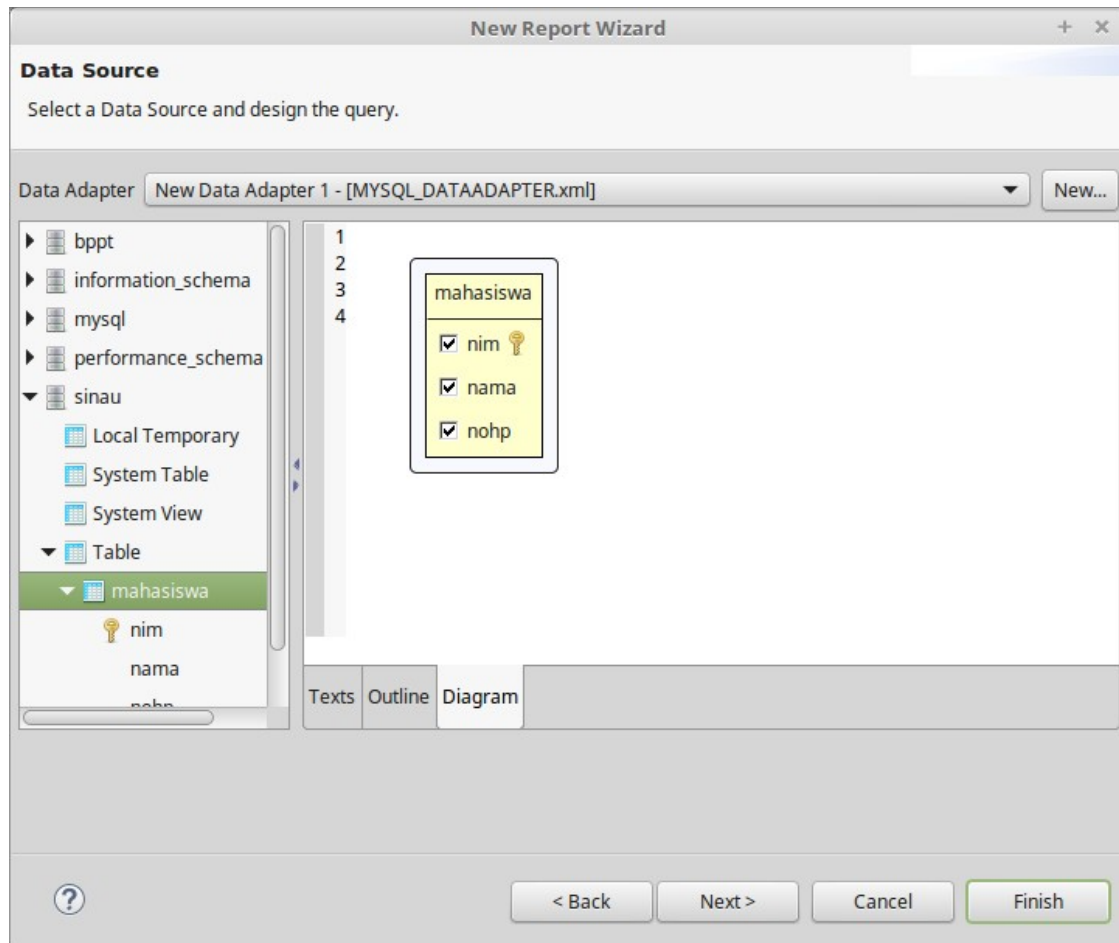 New Report Wizard
Data Source
Select a Data Source and design the query.
Data Adapter New Data Adapter 1 - [MYSQL_DATAADAPTER.xml] New...
bppt
information_schema
mysql
performance_schema
sinau
Local Temporary
System Table
System View
Table
mahasiswa
nim
nama
nohp
1
2
3
4
mahasiswa
nim
nama
nohp
Texts Outline Diagram
? < Back Next > Cancel Finish